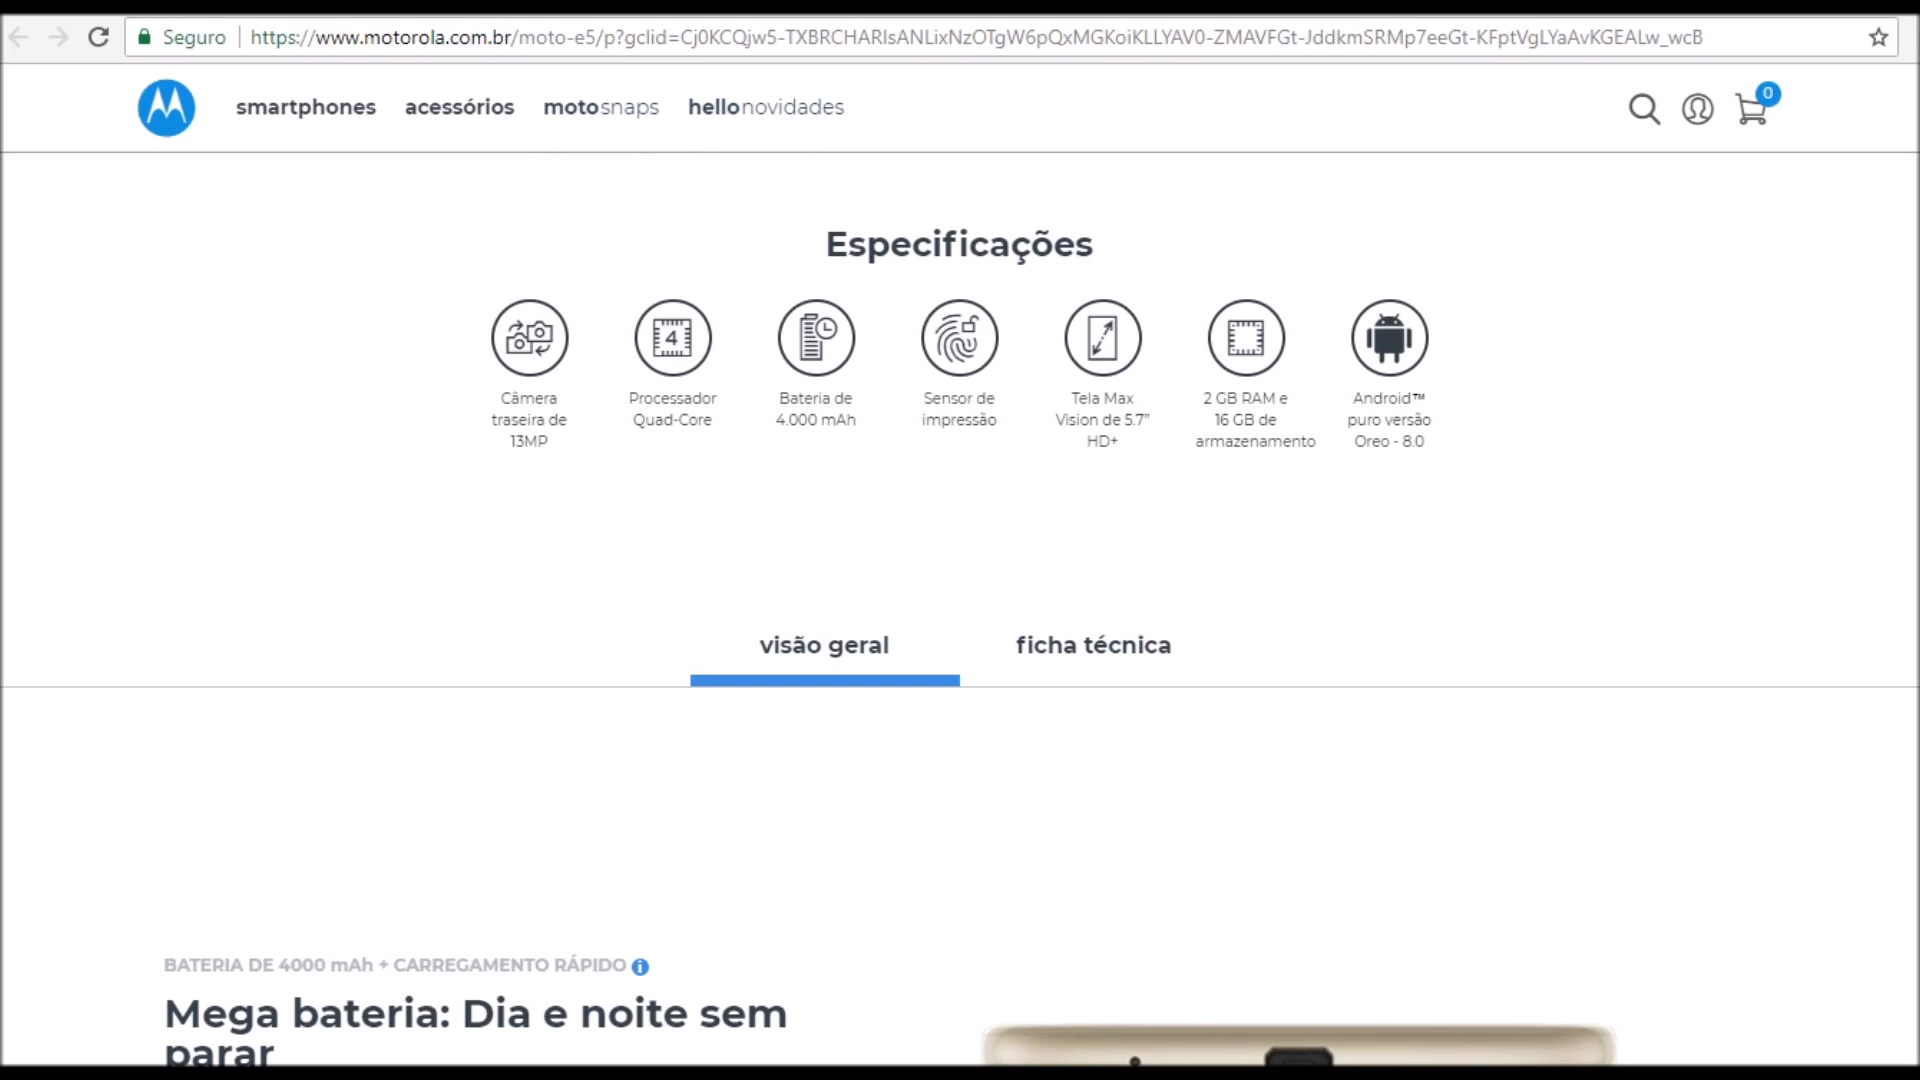 Seguro https://www.motorola.com.br/moto-e5/p?gclid=Cj0KCQjw5-TXBRCHARIsANLixNzOTgW6pQxMGKoiKLLYAV0-ZMAVFGt-JddkmSRMp7eeGt-KFptVgLYaAvKGEALw_wcB
smartphones acessórios motosnaps hellonovidades 0
Especificações
4
Câmera
traseira de
13MP
Processador
Quad-Core
Bateria de
4.000 mAh
Sensor de
impressão
Tela Max
Vision de 5.7"
HD+
2 GB RAM e
16 GB de
armazenamento
Android™
puro versão
Oreo - 8.0
visão geral ficha técnica
BATERIA DE 4000 mAh + CARREGAMENTO RÁPIDO i
Mega bateria: Dia e noite sem
parar